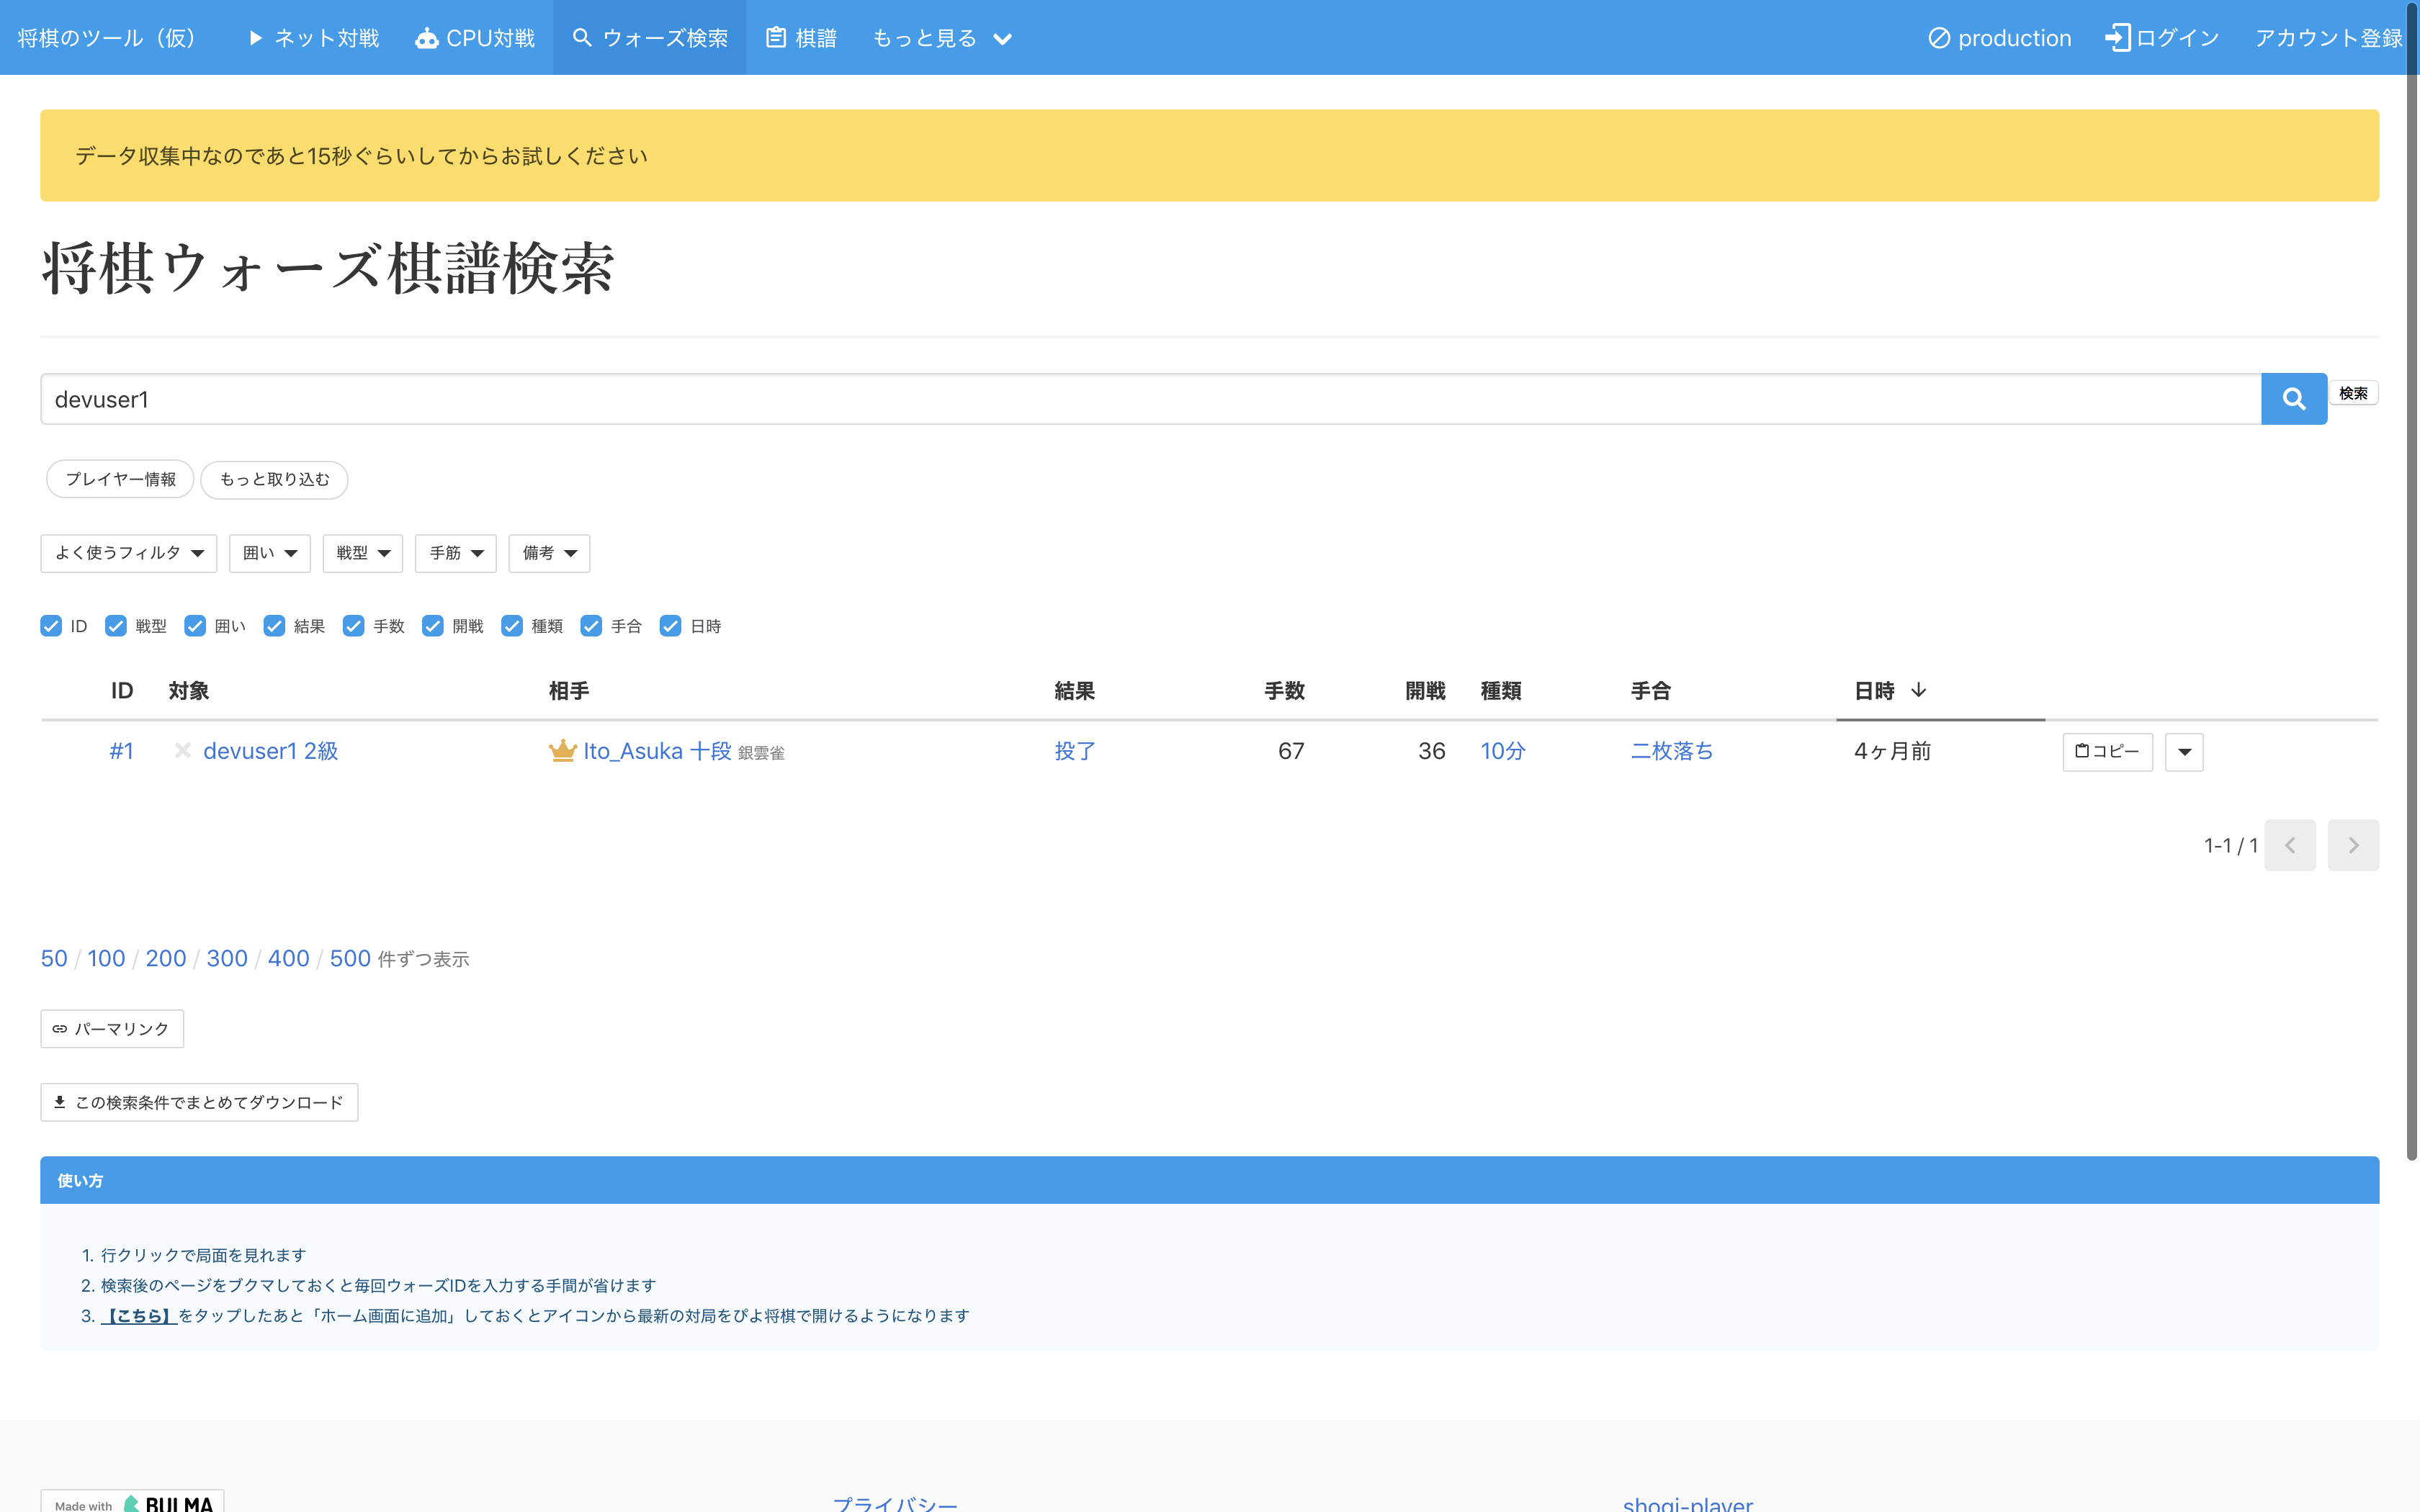 将棋のツール（仮） ネット対戦 CPU対戦 ウォーズ検索 棋譜 もっと見る production ログイン アカウント登録
データ収集中なのであと15秒ぐらいしてからお試しください
将棋ウォーズ棋譜検索
devuser1 検索
プレイヤー情報 もっと取り込む
よく使うフィルタ 囲い 戦型 手筋 備考
ID 戦型 囲い 結果 手数 開戦 種類 手合 日時
ID 対象 相手 結果 手数 開戦 種類 手合 日時
#1 devuser1 2級 Ito_Asuka 十段 銀雲雀 投了 67 36 10分 二枚落ち 4ヶ月前 コピー
1-1 / 1
50 / 100 / 200 / 300 / 400 / 500 件ずつ表示
パーマリンク
この検索条件でまとめてダウンロード
使い方
1. 行クリックで局面を見れます
2. 検索後のページをブクマしておくと毎回ウォーズIDを入力する手間が省けます
3. 【こちら】をタップしたあと「ホーム画面に追加」しておくとアイコンから最新の対局をぴよ将棋で開けるようになります
Made with BULMA プライバシー shogi-player